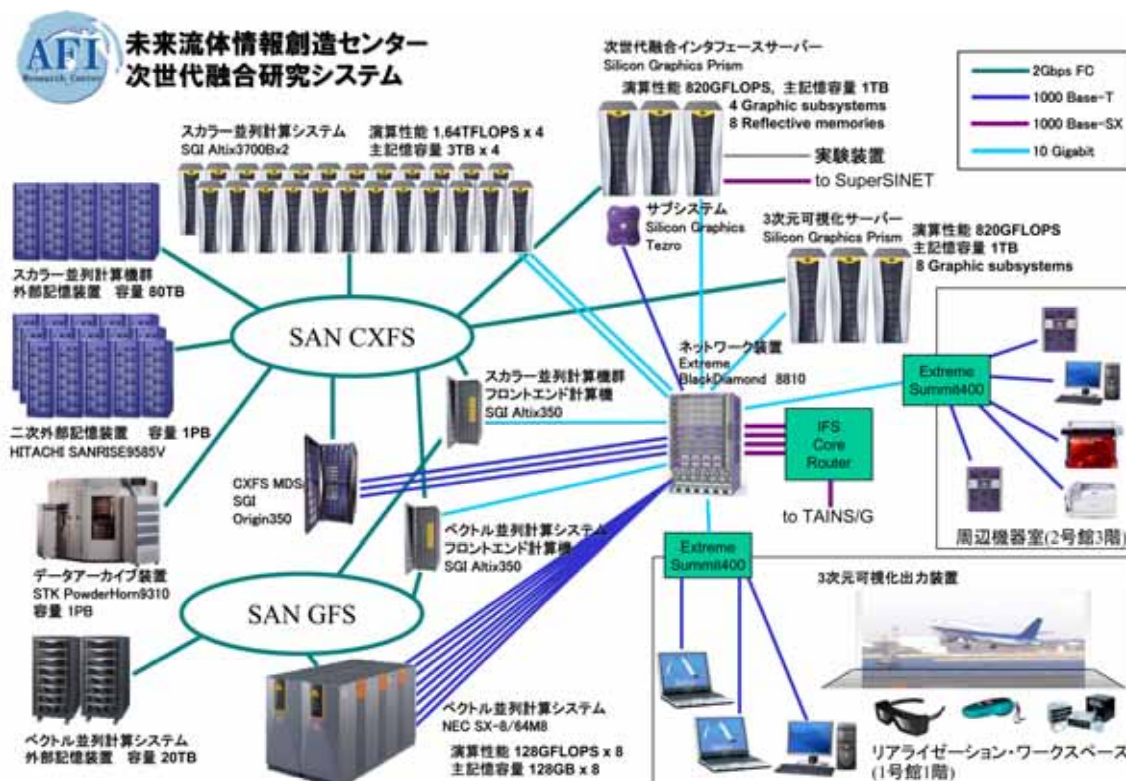 AFI
Research Center
未来流体情報創造センター
次世代融合研究システム
次世代融合インタフェースサーバー
Silicon Graphics Prism
演算性能 820GFLOPS, 主記憶容量 1TB
4 Graphic subsystems
8 Reflective memories
2Gbps FC
1000 Base-T
1000 Base-SX
10 Gigabit
スカラー並列計算システム
SGI Altix3700Bx2
演算性能 1.64TFLOPS x 4
主記憶容量 3TB x 4
実験装置
to SuperSINET
サブシステム
Silicon Graphics
Tezro
3次元可視化サーバー
Silicon Graphics Prism
演算性能 820GFLOPS
主記憶容量 1TB
8 Graphic subsystems
スカラー並列計算機群
外部記憶装置 容量 80TB
SAN CXFS
ネットワーク装置
Extreme
BlackDiamond 8810
スカラー並列計算機群
フロントエンド計算機
SGI Altix350
Extreme
Summit400
IFS
Core
Router
二次外部記憶装置 容量 1PB
HITACHI SANRISE9585V
CXFS MDS
SGI
Origin350
to TAINS/G
周辺機器室(2号館3階)
ベクトル並列計算システム
フロントエンド計算機
SGI Altix350
Extreme
Summit400
データアーカイブ装置
STK PowderHorn9310
容量 1PB
3次元可視化出力装置
SAN GFS
ベクトル並列計算システム
NEC SX-8/64M8
演算性能 128GFLOPS x 8
主記憶容量 128GB x 8
ベクトル並列計算システム
外部記憶装置 容量 20TB
リアライゼーション・ワークスペース
(1号館1階)